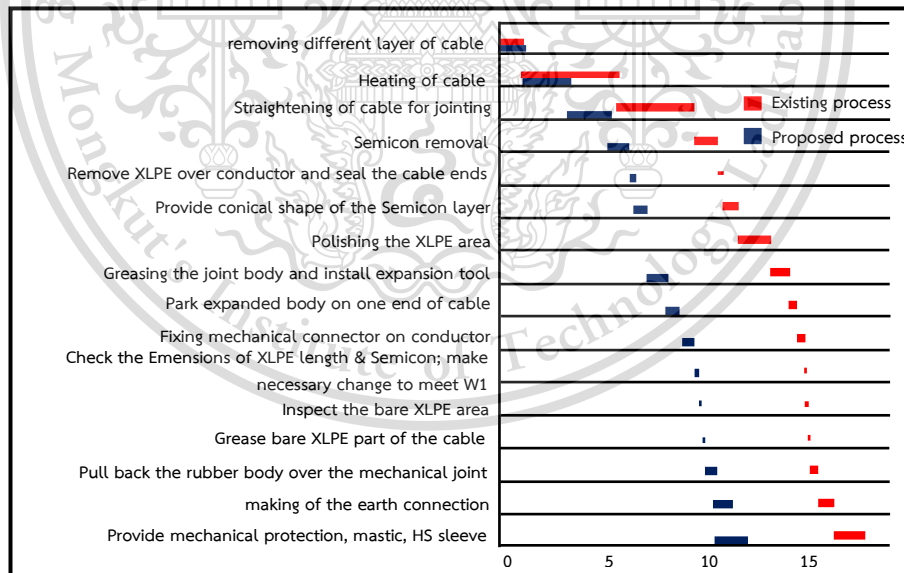 removing different layer of cable
Heating of cable
Straightening of cable for jointing
Existing process
Semicon removal
Proposed process
Remove XLPE over conductor and seal the cable ends
Provide conical shape of the Semicon layer
Polishing the XLPE area
Greasing the joint body and install expansion tool
Park expanded body on one end of cable
Fixing mechanical connector on conductor
Check the Emensions of XLPE length & Semicon; make
necessary change to meet W1
Inspect the bare XLPE area
Grease bare XLPE part of the cable
Pull back the rubber body over the mechanical joint
making of the earth connection
Provide mechanical protection, mastic, HS sleeve
0 5 10 15
Mongkut's Institute of Technology